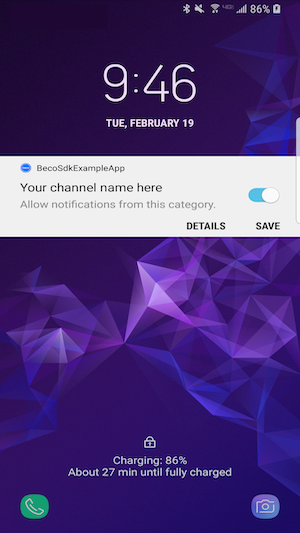 86%
9:46
TUE, FEBRUARY 19
BecoSdkExampleApp
Your channel name here
Allow notifications from this category.
DETAILS SAVE
Charging: 86%
About 27 min until fully charged